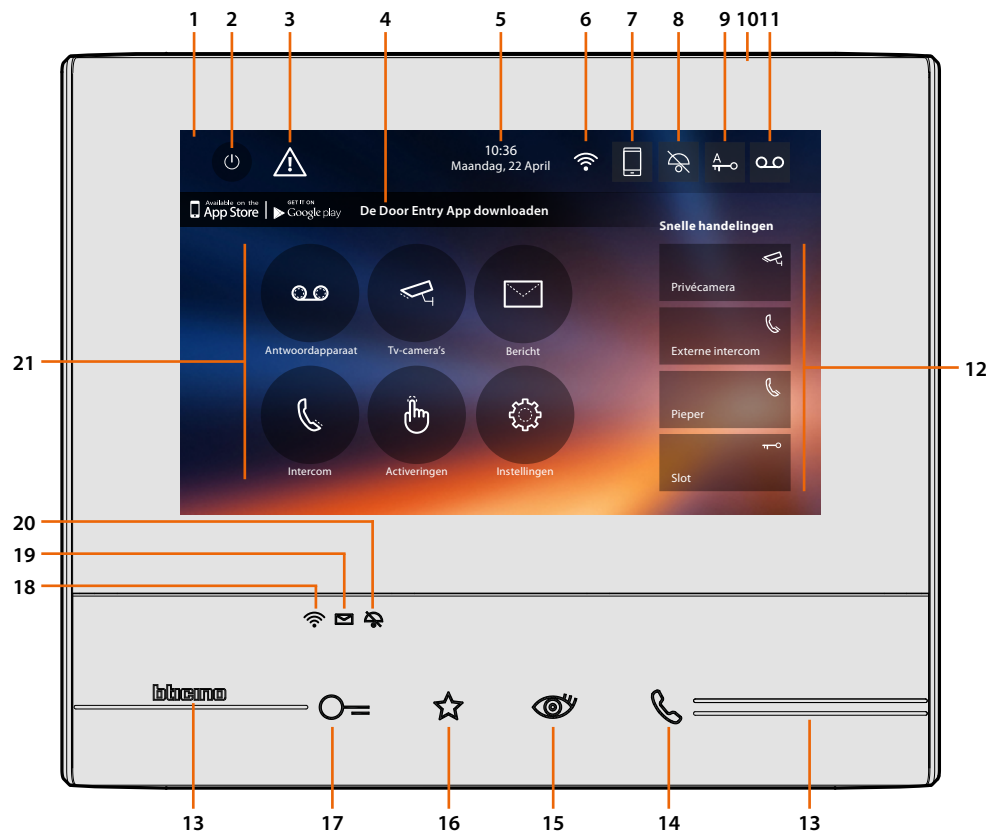 1 2 3 4 5 6 7 8 9 10 11
10:36
Maandag, 22 April
A
Available on the
App Store
GET IT ON
Google play
De Door Entry App downloaden
Snelle handelingen
Privécamera
Antwoordapparaat
Tv-camera's
Bericht
Externe intercom
21
12
Pieper
Intercom
Activeringen
Instellingen
Slot
20
19
18
bticino
13 17 16 15 14 13